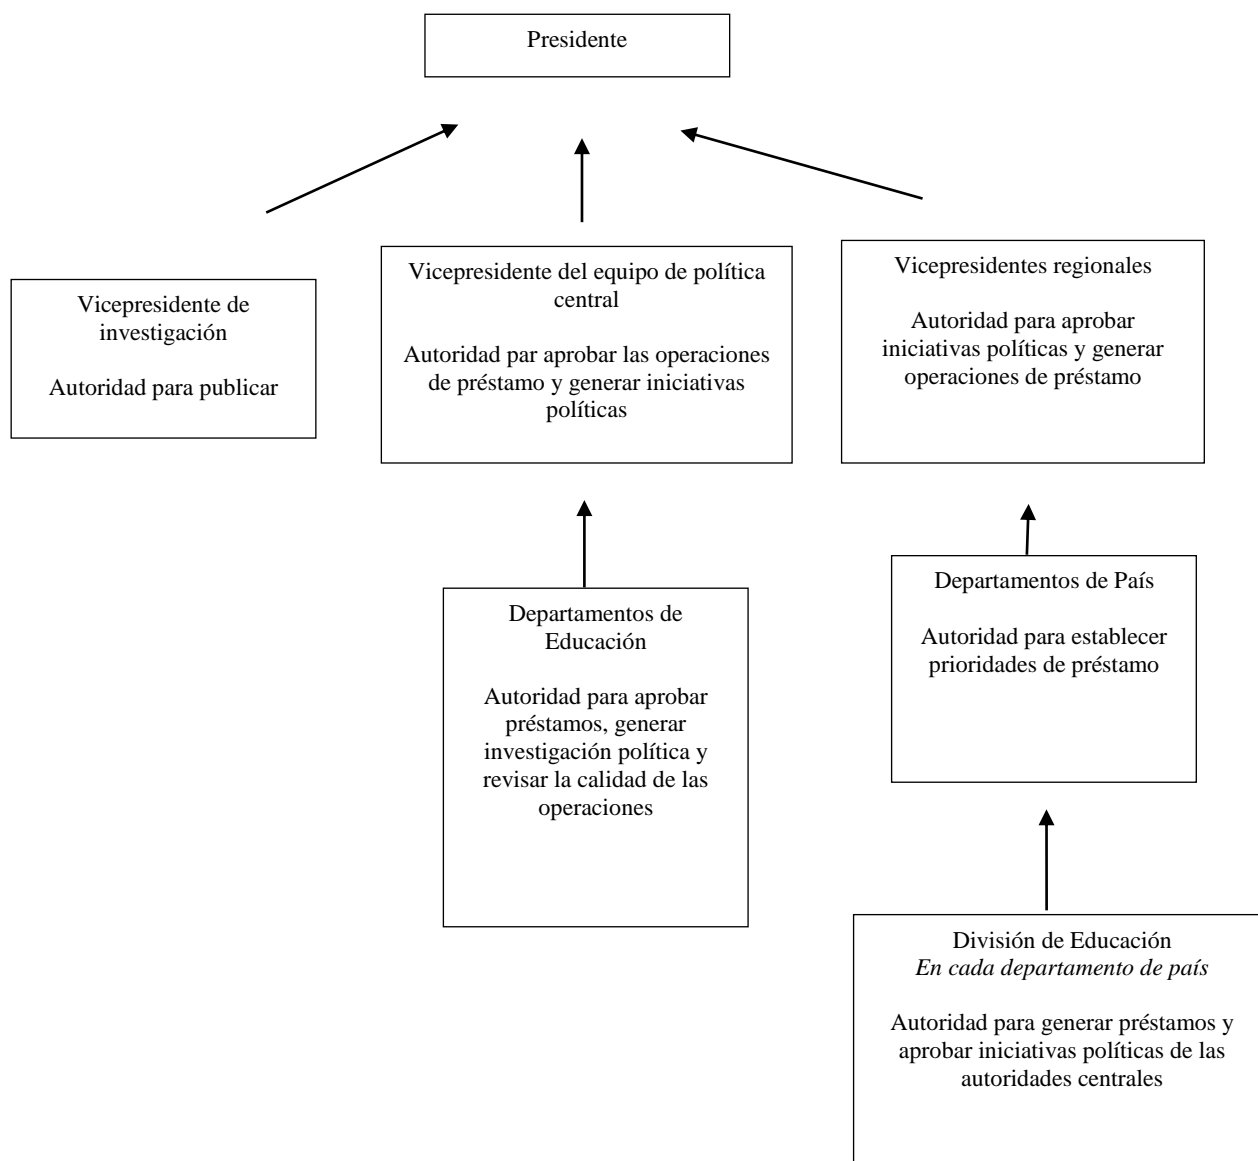 Presidente
Vicepresidente de
investigación
Autoridad para publicar
Vicepresidente del equipo de política
central
Autoridad par aprobar las operaciones
de préstamo y generar iniciativas
políticas
Vicepresidentes regionales
Autoridad para aprobar
iniciativas políticas y generar
operaciones de préstamo
Departamentos de
Educación
Autoridad para aprobar
préstamos, generar
investigación política y
revisar la calidad de las
operaciones
Departamentos de País
Autoridad para establecer
prioridades de préstamo
División de Educación
En cada departamento de país
Autoridad para generar préstamos y
aprobar iniciativas políticas de las
autoridades centrales